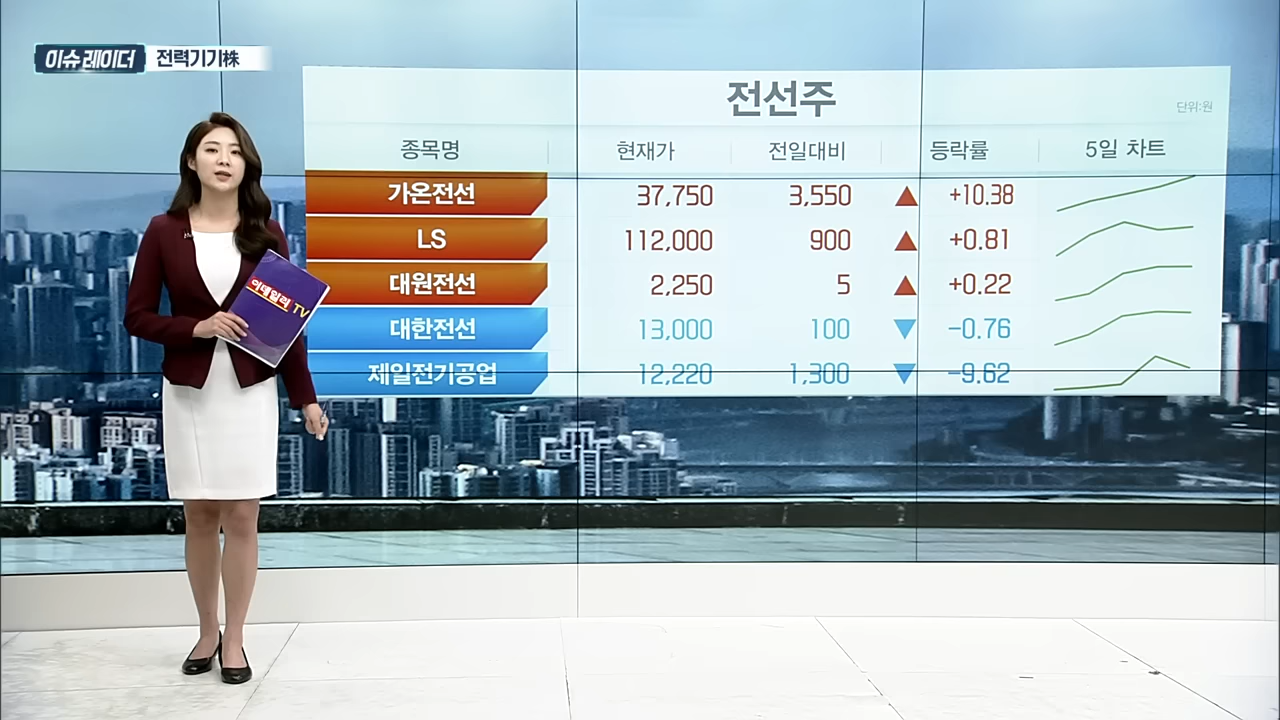 이슈레이더 전력기기株
전선주
단위:원
종목명 현재가 전일대비 등락률 5일 차트
가온전선 37,750 3,550 ▲ +10.38
LS 112,000 900 ▲ +0.81
대원전선 2,250 5 ▲ +0.22
대한전선 13,000 100 ▼ -0.76
제일전기공업 12,220 1,300 ▼ -9.62
이데일리 TV